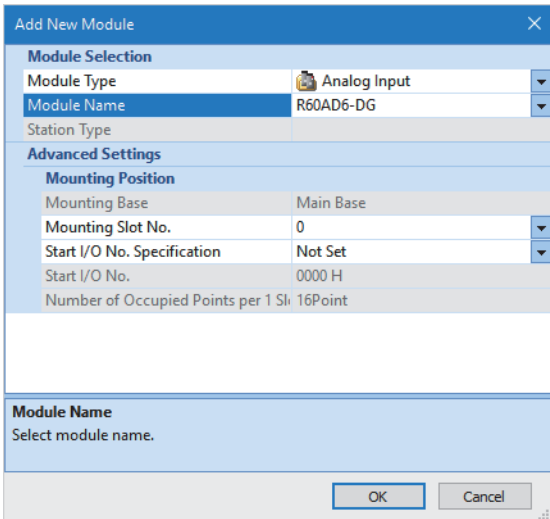 Add New Module
Module Selection
Module Type Analog Input
Module Name R60AD6-DG
Station Type
Advanced Settings
Mounting Position
Mounting Base Main Base
Mounting Slot No. 0
Start I/O No. Specification Not Set
Start I/O No. 0000 H
Number of Occupied Points per 1 Sl 16Point
Module Name
Select module name.
OK Cancel